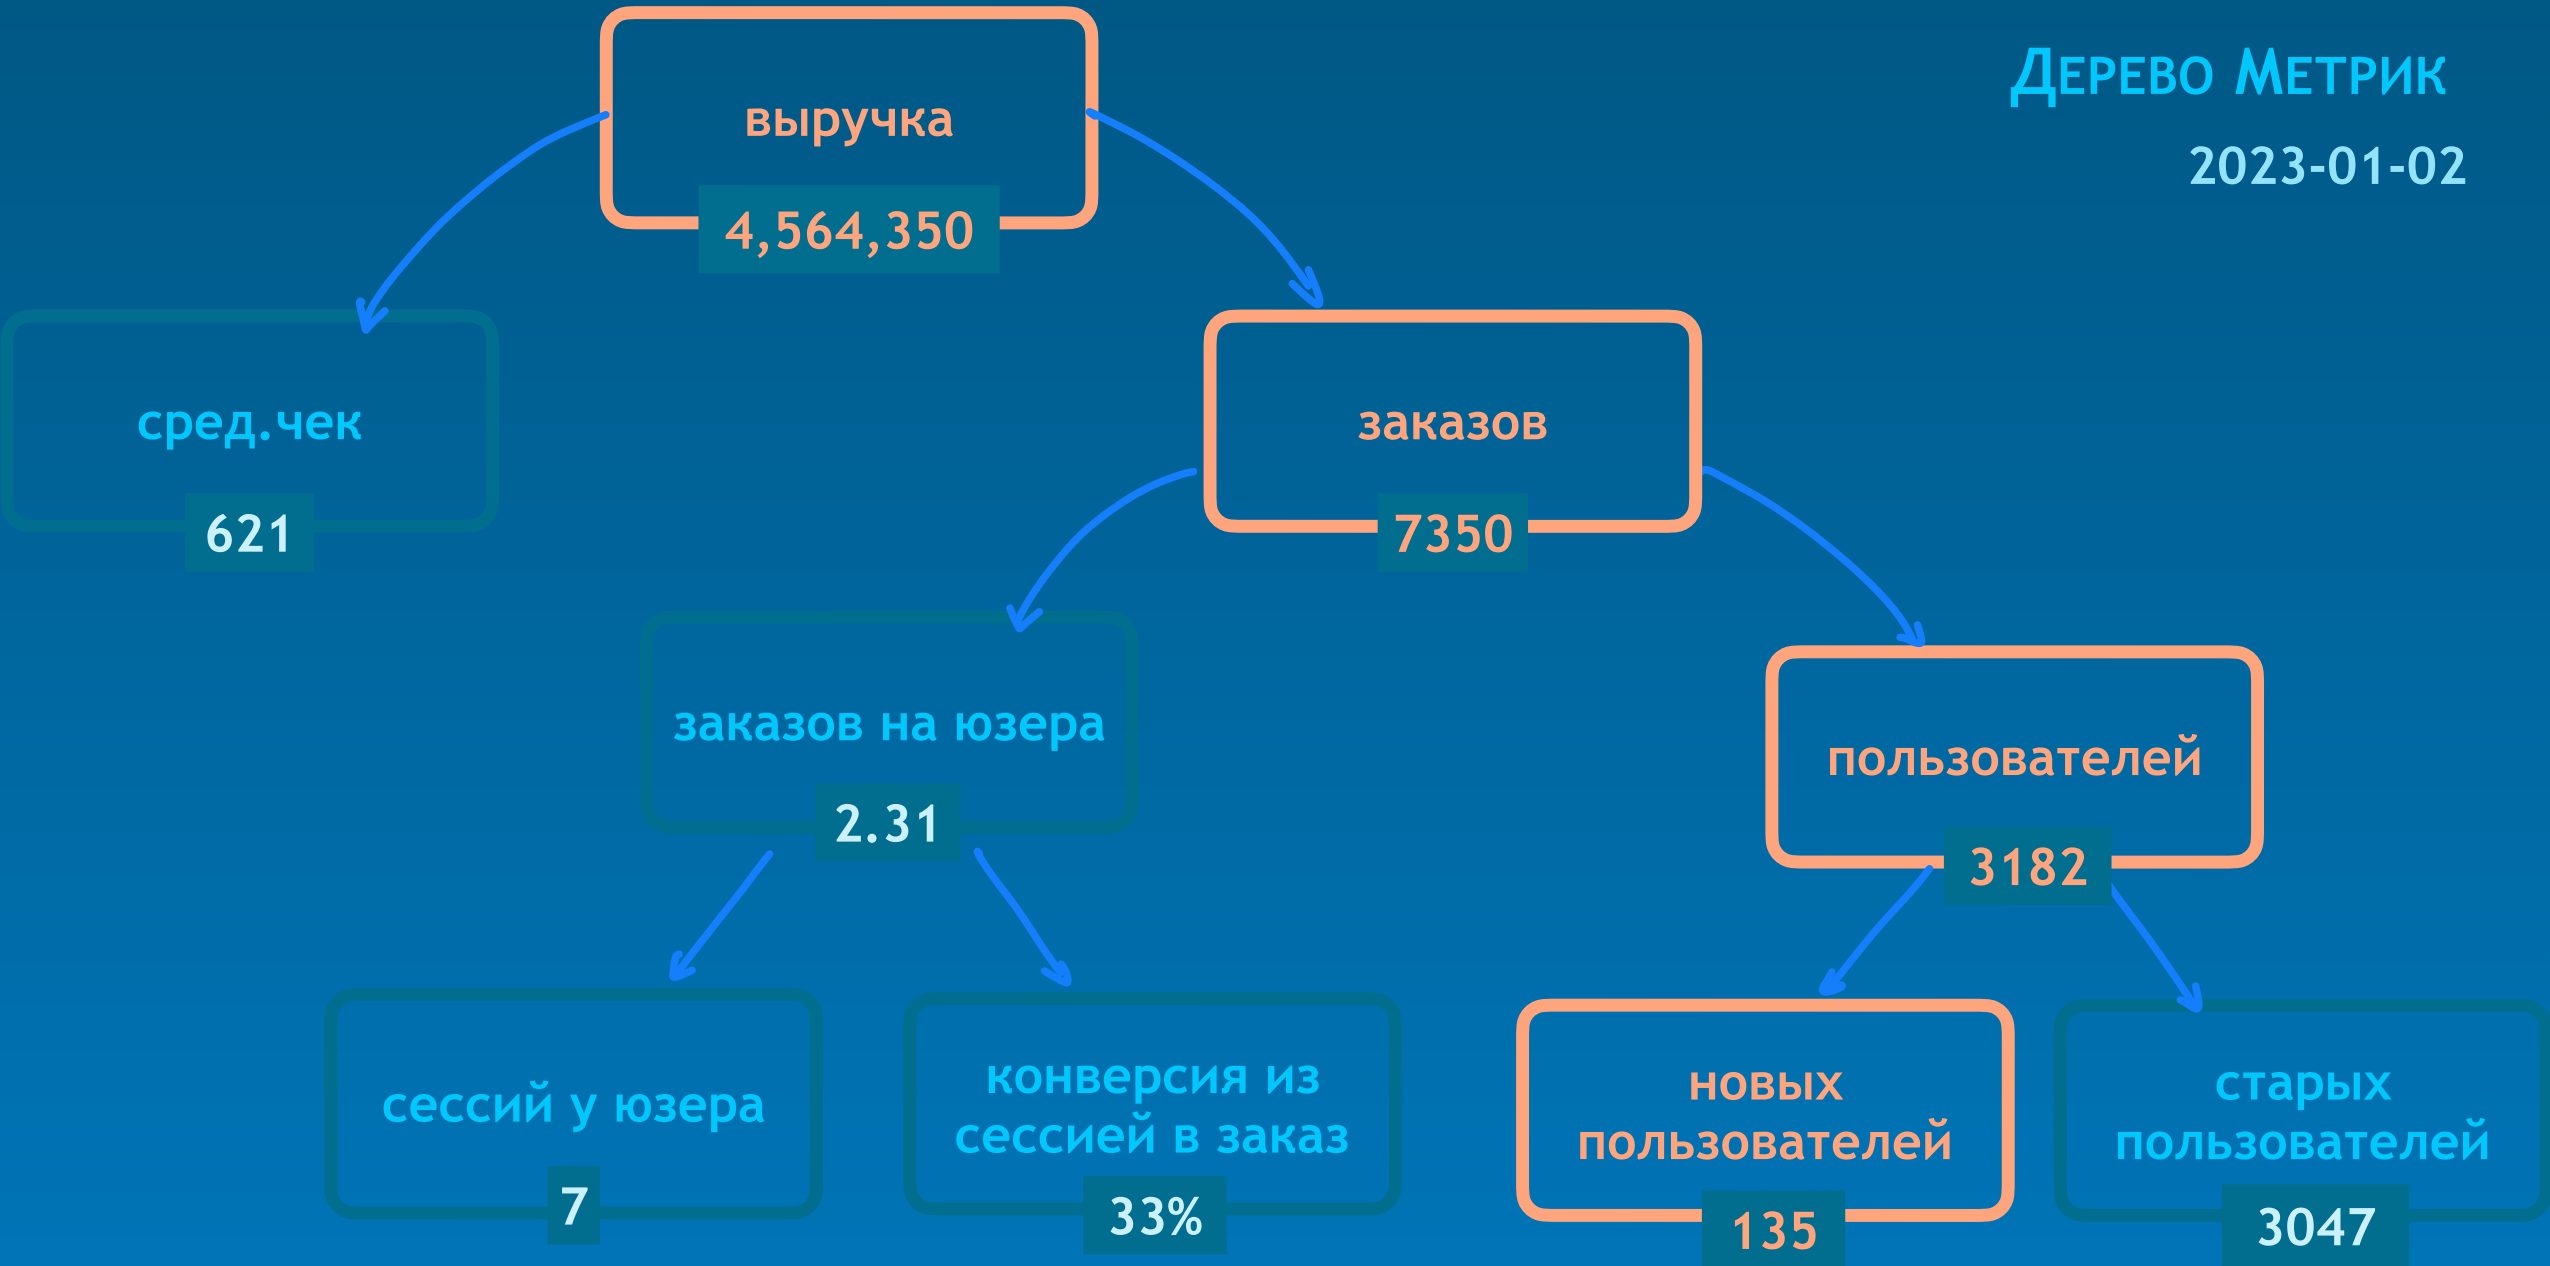 Дерево Метрик
2023-01-02
выручка
4,564,350
сред.чек
621
заказов
7350
заказов на юзера
2.31
пользователей
3182
сессий у юзера
7
конверсия из
сессией в заказ
33%
новых
пользователей
135
старых
пользователей
3047